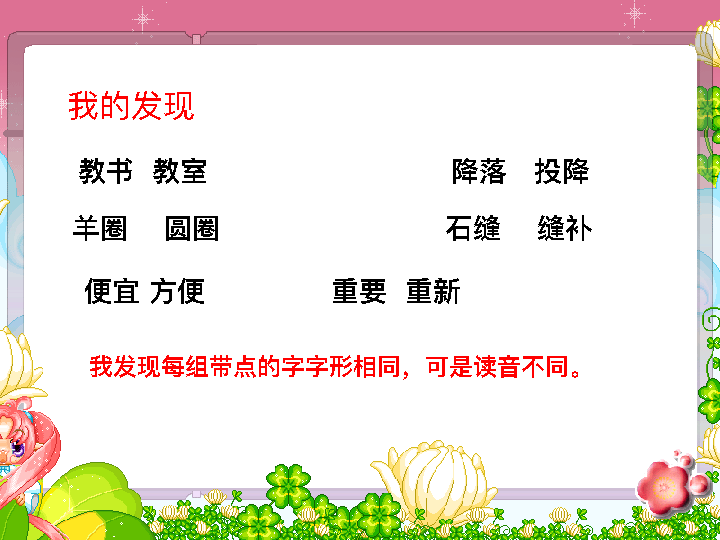 我的发现
教书 教室 降落 投降
羊圈 圆圈 石缝 缝补
便宜 方便 重要 重新
我发现每组带点的字字形相同，可是读音不同。